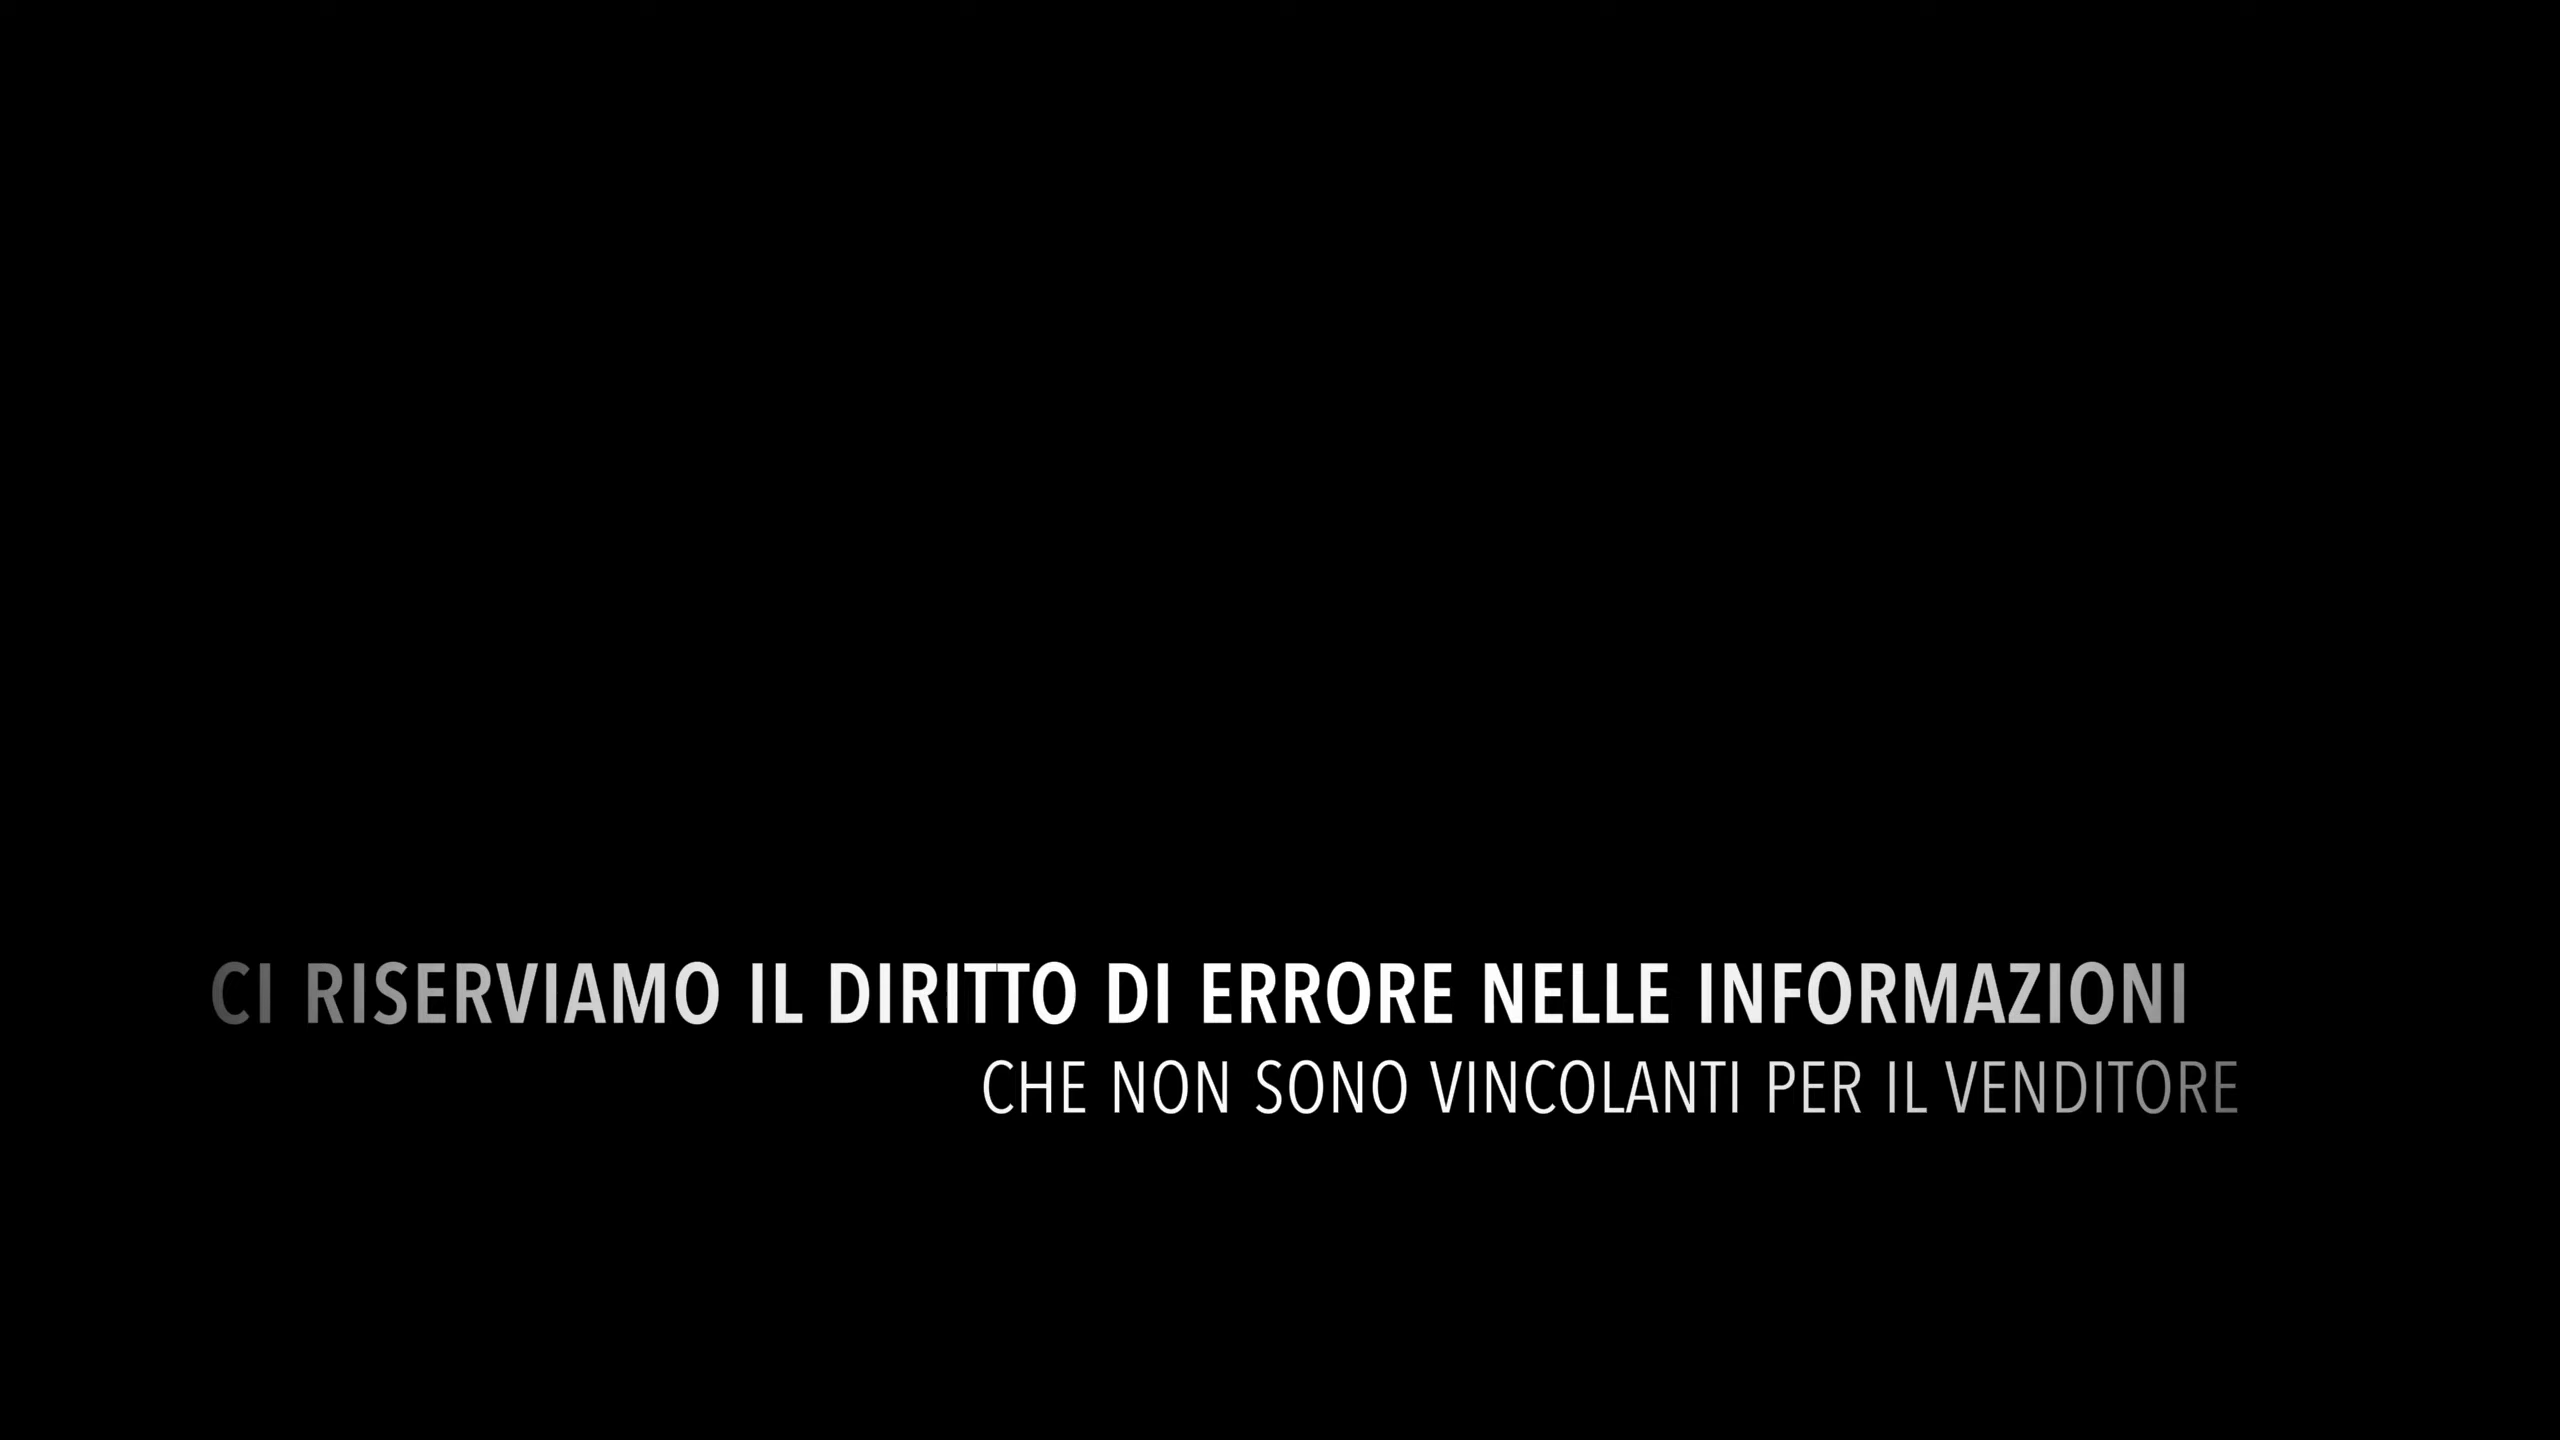 CI RISERVIAMO IL DIRITTO DI ERRORE NELLE INFORMAZIONI
CHE NON SONO VINCOLANTI PER IL VENDITORE